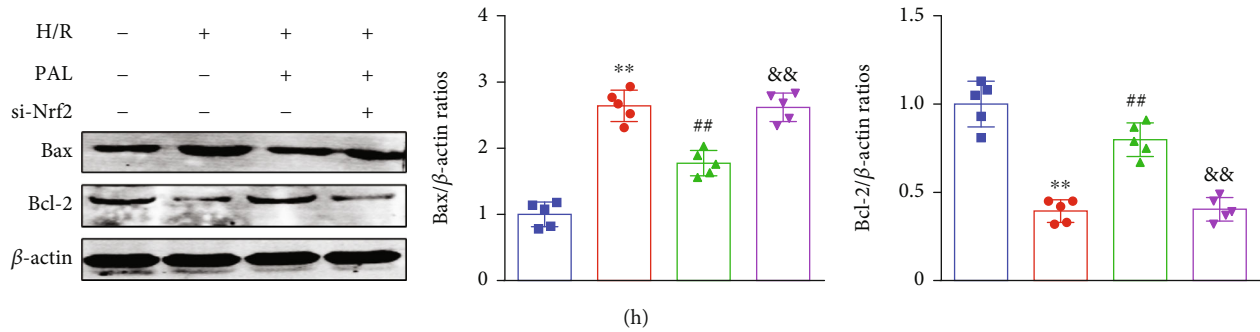 H/R − + + +
PAL − − + +
si-Nrf2 − − − +
Bax
Bcl-2
β-actin
Bax/β-actin ratios
4
3
2
1
0
**
##
&&
Bcl-2/β-actin ratios
1.5
1.0
0.5
0.0
**
##
&&
(h)